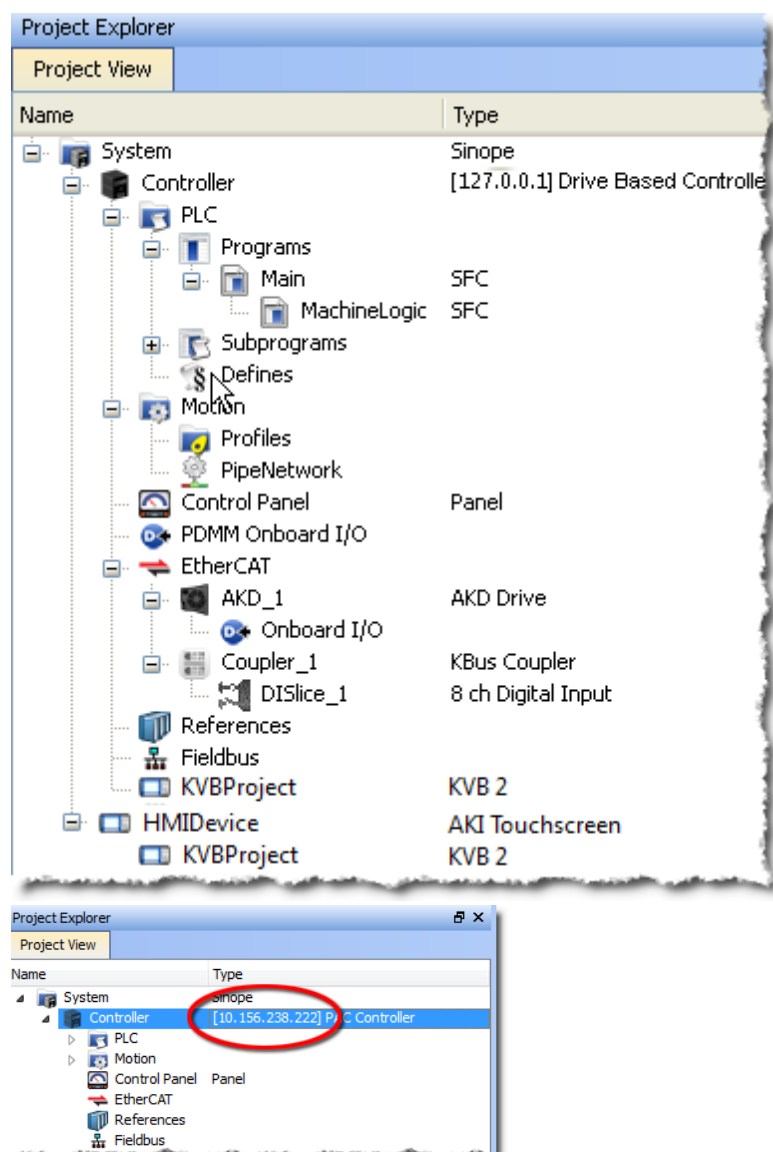 Project Explorer
Project View
Name Type
System Sinope
Controller [127.0.0.1] Drive Based Controlle
PLC
Programs
Main SFC
MachineLogic SFC
Subprograms
Defines
Motion
Profiles
PipeNetwork
Control Panel Panel
PDMM Onboard I/O
EtherCAT
AKD_1 AKD Drive
Onboard I/O
Coupler_1 KBus Coupler
DISlice_1 8 ch Digital Input
References
Fieldbus
KVBProject KVB 2
HMIDevice AKI Touchscreen
KVBProject KVB 2
Project Explorer
Project View
Name Type
System Sinope
Controller [10.156.238.222] PAC Controller
PLC
Motion
Control Panel Panel
EtherCAT
References
Fieldbus